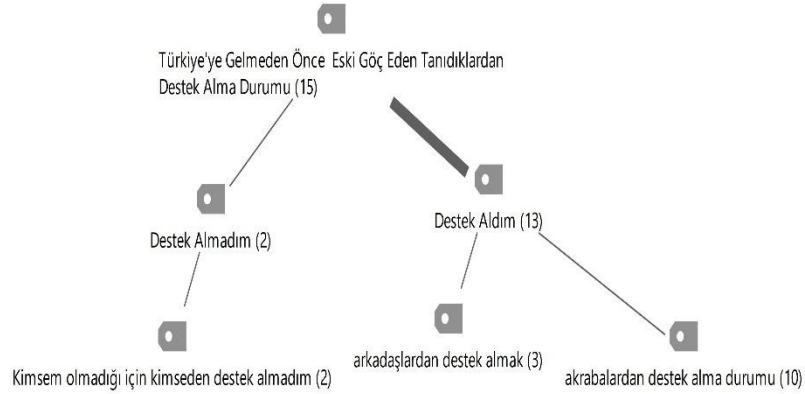 Türkiye'ye Gelmeden Önce Eski Göç Eden Tanıdıklardan
Destek Alma Durumu (15)
Destek Almadım (2)
Destek Aldım (13)
Kimsem olmadığı için kimseden destek almadım (2)
arkadaşlardan destek almak (3)
akrabalardan destek alma durumu (10)